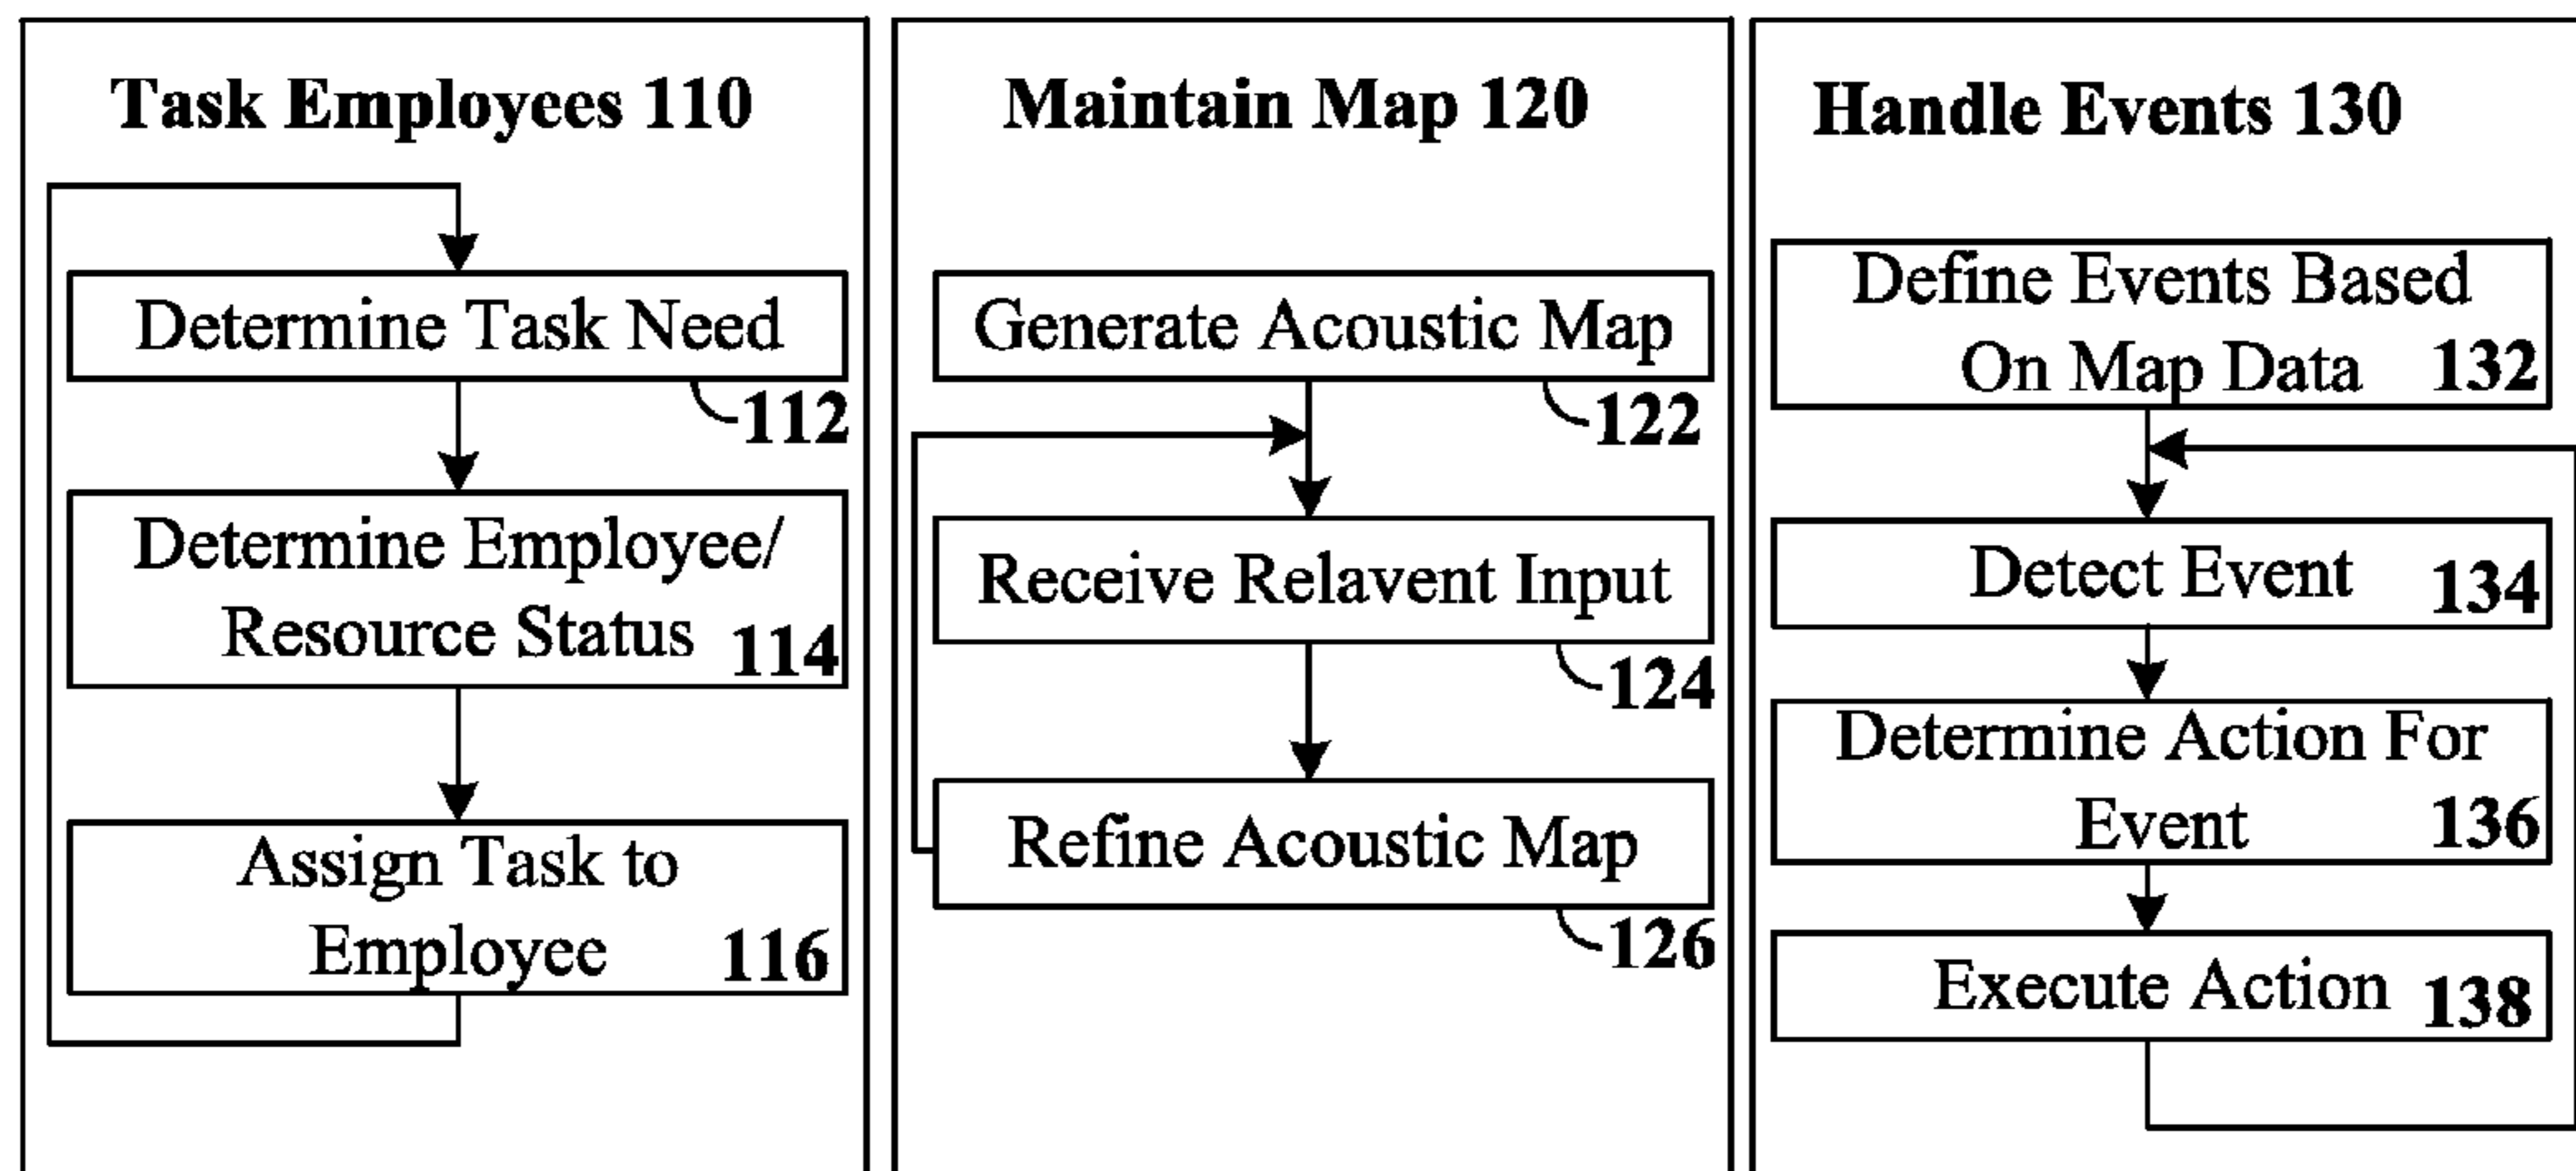 Task Employees 110
Determine Task Need
112
Determine Employee/
Resource Status 114
Assign Task to
Employee 116
Maintain Map 120
Generate Acoustic Map
122
Receive Relavent Input
124
Refine Acoustic Map
126
Handle Events 130
Define Events Based
On Map Data 132
Detect Event 134
Determine Action For
Event 136
Execute Action 138